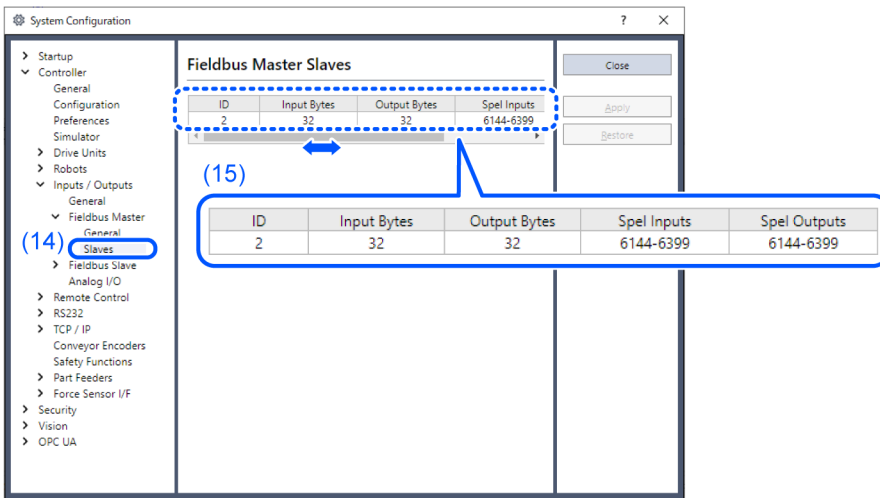 System Configuration
? ×
Startup
Controller
General
Configuration
Preferences
Simulator
Drive Units
Robots
Inputs / Outputs
General
Fieldbus Master
General
(14) Slaves
Fieldbus Slave
Analog I/O
Remote Control
RS232
TCP / IP
Conveyor Encoders
Safety Functions
Part Feeders
Force Sensor I/F
Security
Vision
OPC UA
Fieldbus Master Slaves
ID Input Bytes Output Bytes Spel Inputs
2 32 32 6144-6399
(15)
ID Input Bytes Output Bytes Spel Inputs Spel Outputs
2 32 32 6144-6399 6144-6399
Close
Apply
Restore